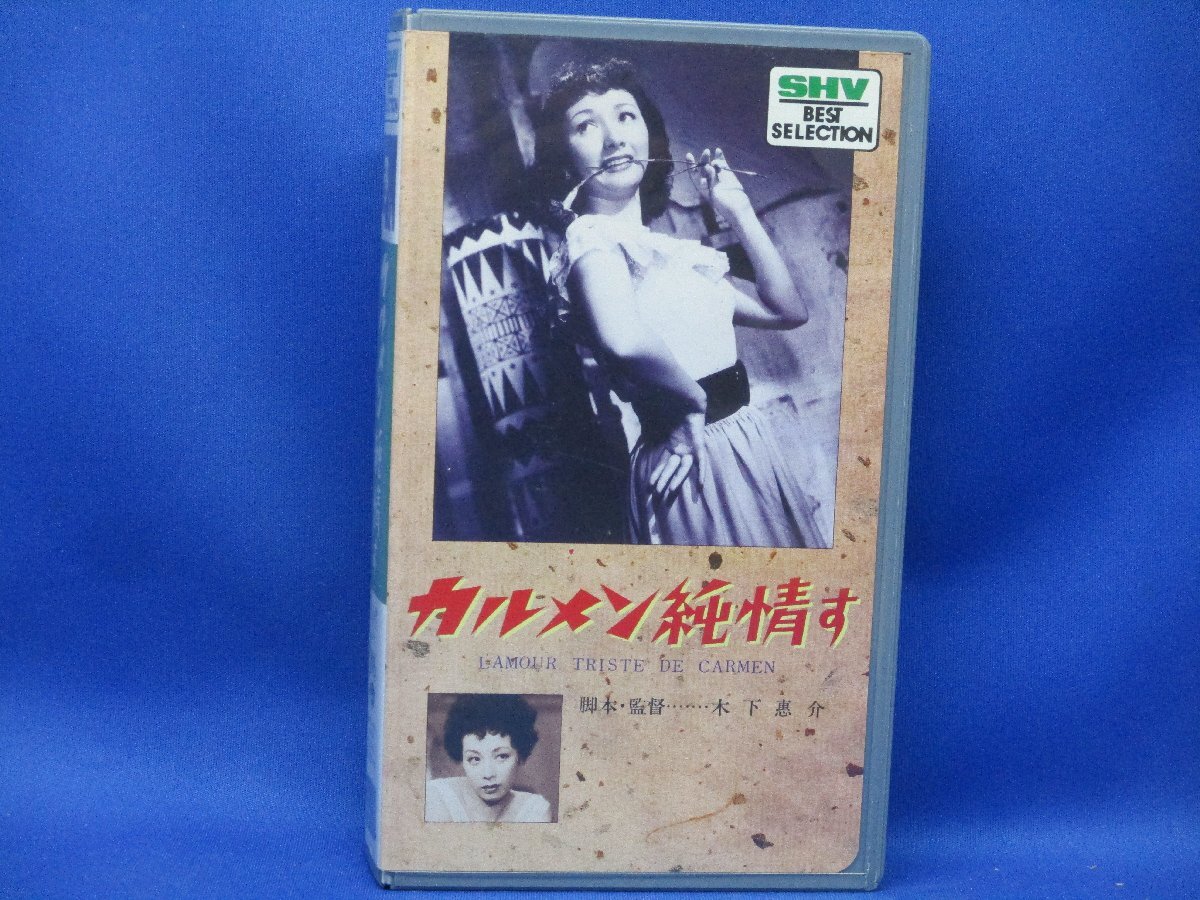 SHV
BEST
SELECTION
カルメン純情す
L'AMOUR TRISTE DE CARMEN
脚本・監督……木下惠介